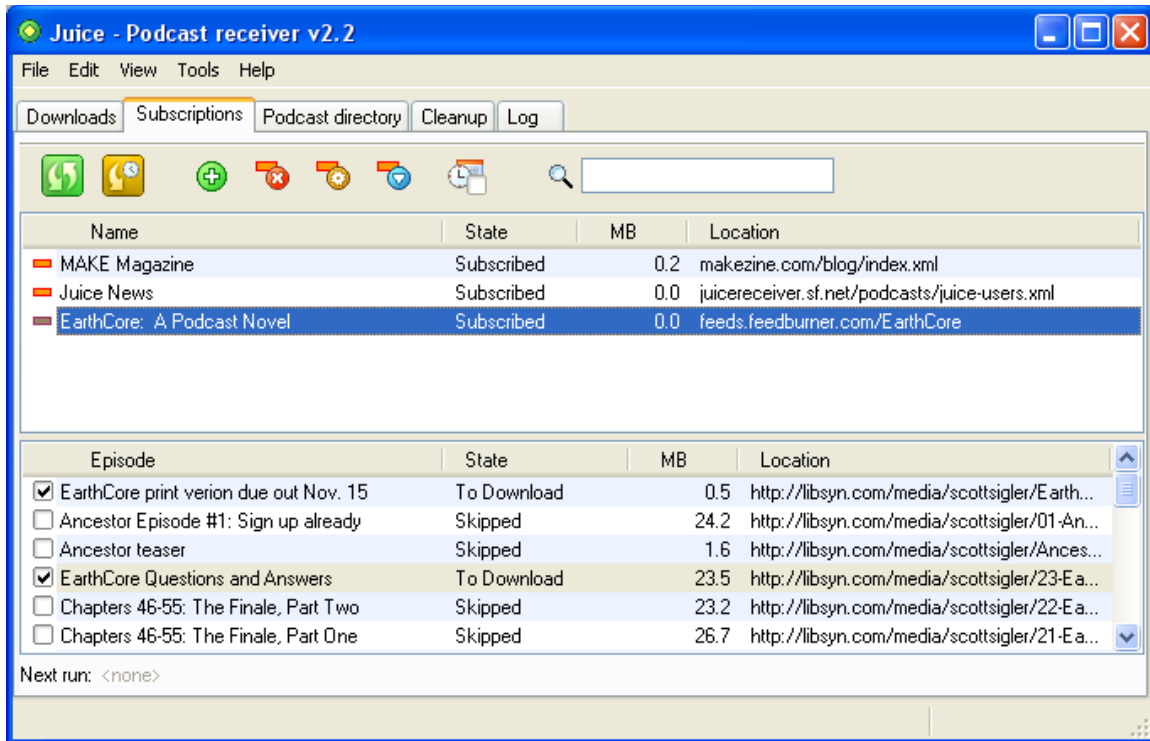 Juice - Podcast receiver v2.2
File Edit View Tools Help
Downloads Subscriptions Podcast directory Cleanup Log
Name State MB Location
MAKE Magazine Subscribed 0.2 makezine.com/blog/index.xml
Juice News Subscribed 0.0 juicereceiver.sf.net/podcasts/juice-users.xml
EarthCore: A Podcast Novel Subscribed 0.0 feeds.feedburner.com/EarthCore
Episode State MB Location
EarthCore print verion due out Nov. 15 To Download 0.5 http://libsyn.com/media/scottsigler/Earth...
Ancestor Episode #1: Sign up already Skipped 24.2 http://libsyn.com/media/scottsigler/01-An...
Ancestor teaser Skipped 1.6 http://libsyn.com/media/scottsigler/Ances...
EarthCore Questions and Answers To Download 23.5 http://libsyn.com/media/scottsigler/23-Ea...
Chapters 46-55: The Finale, Part Two Skipped 23.2 http://libsyn.com/media/scottsigler/22-Ea...
Chapters 46-55: The Finale, Part One Skipped 26.7 http://libsyn.com/media/scottsigler/21-Ea...
Next run: <none>